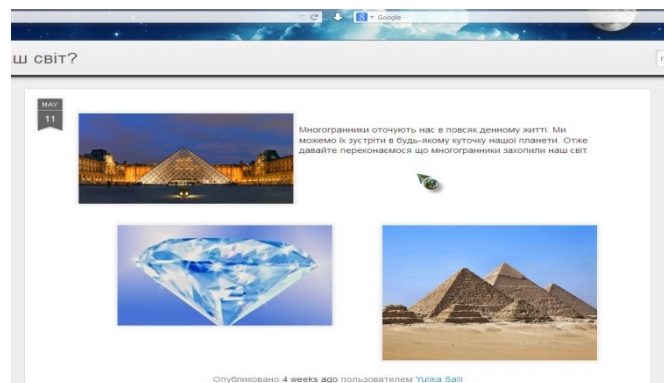 Google
ш світ?
MAY
11
Многогранники оточують нас в повсяк денному житті. Ми
можемо їх зустріти в будь-якому куточку нашої планети. Отже
давайте переконаємося що многогранники захопили наш світ
Опубликовано 4 weeks ago пользователем Yulika Salii